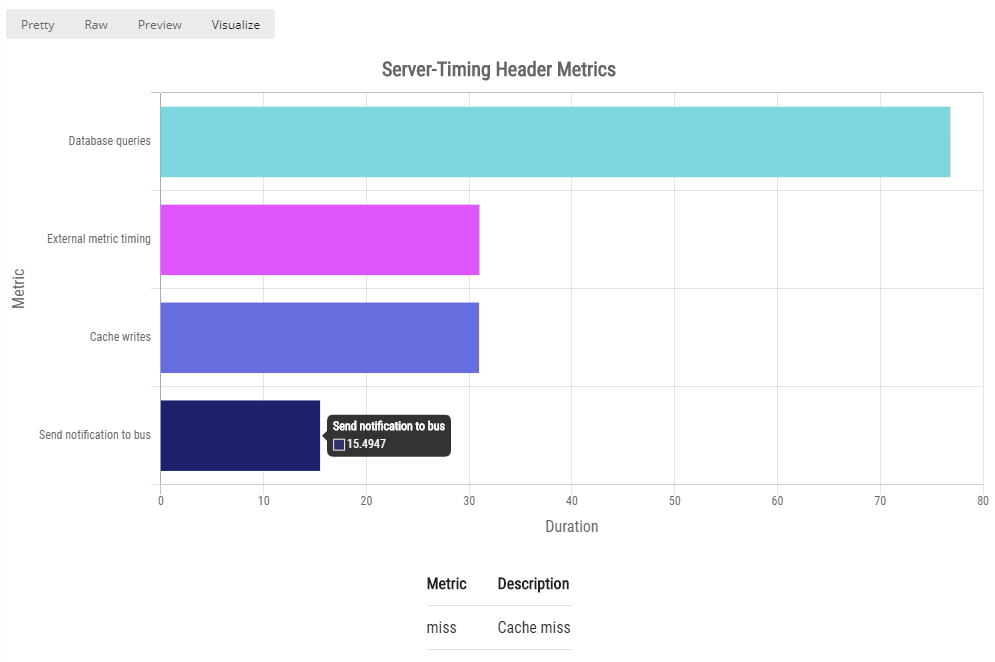 Pretty Raw Preview Visualize
Server-Timing Header Metrics
Metric
Database queries
External metric timing
Cache writes
Send notification to bus
Send notification to bus
15.4947
0 10 20 30 40 50 60 70 80
Duration
Metric Description
miss Cache miss